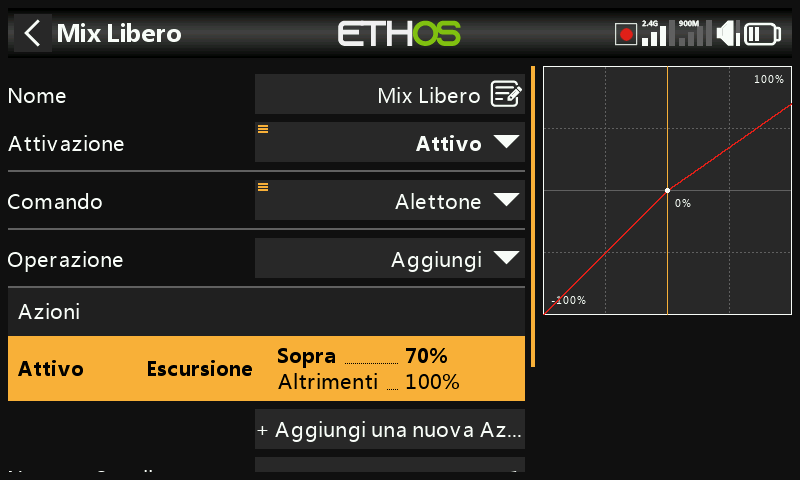 Mix Libero
ETHOS
2.4G
900M
Nome
Mix Libero
Attivazione
Attivo
Comando
Alettone
Operazione
Aggiungi
Azioni
Attivo Escursione Sopra 70%
Altrimenti 100%
+ Aggiungi una nuova Az...
100%
0%
-100%